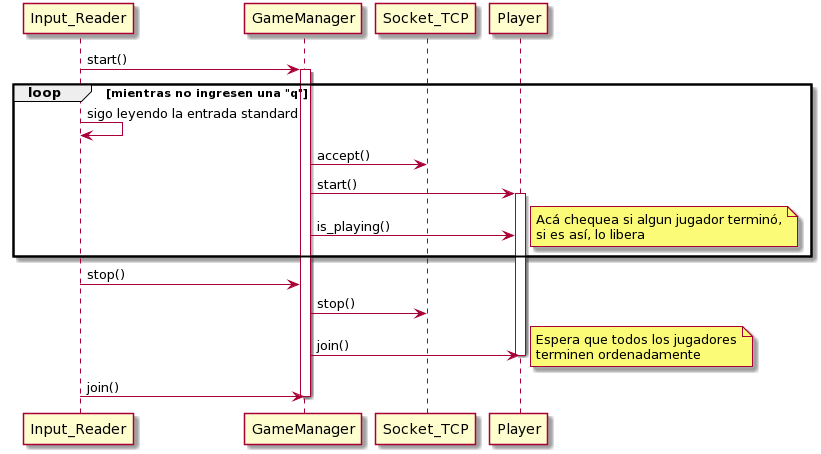 Input_Reader GameManager Socket_TCP Player
start()
loop [mientras no ingresen una "q"]
sigo leyendo la entrada standard
accept()
start()
Acá chequea si algun jugador terminó,
si es así, lo libera
is_playing()
stop()
stop()
Espera que todos los jugadores
terminen ordenadamente
join()
join()
Input_Reader GameManager Socket_TCP Player